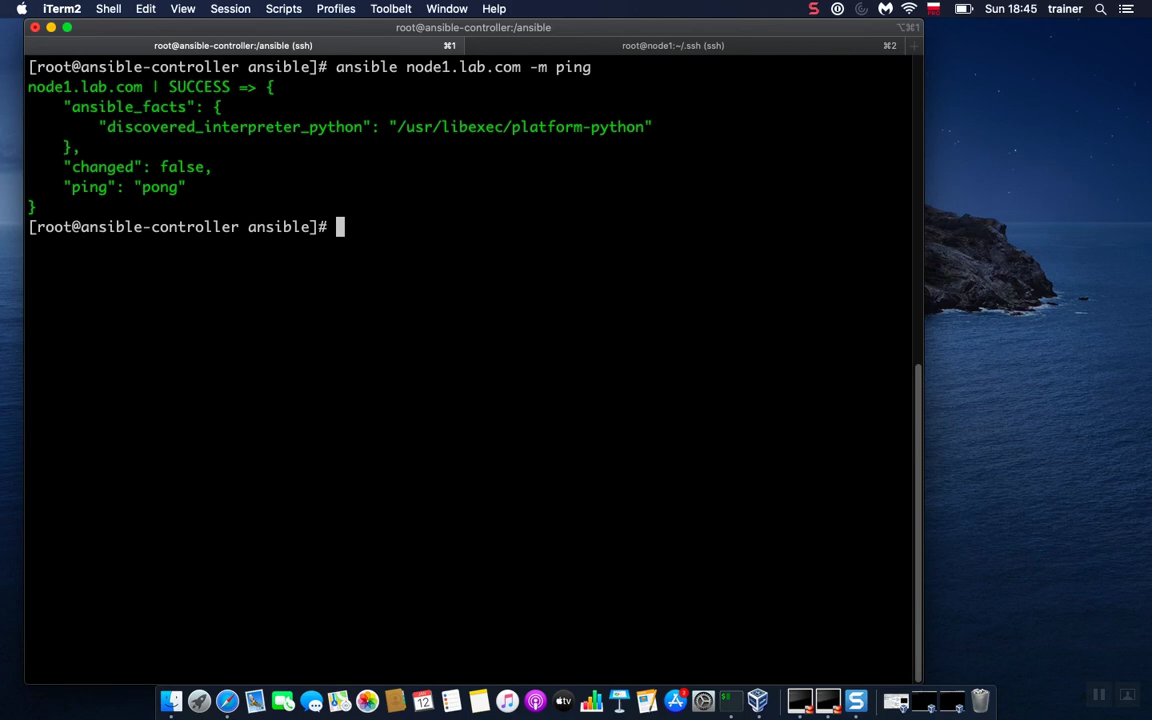 iTerm2 Shell Edit View Session Scripts Profiles Toolbelt Window Help Sun 18:45 trainer
root@ansible-controller:/ansible (ssh) ⌥⌘1
root@ansible-controller:/ansible (ssh) ⌘1 root@node1:~/.ssh (ssh) ⌘2
[root@ansible-controller ansible]# ansible node1.lab.com -m ping
node1.lab.com | SUCCESS => {
"ansible_facts": {
"discovered_interpreter_python": "/usr/libexec/platform-python"
},
"changed": false,
"ping": "pong"
}
[root@ansible-controller ansible]#